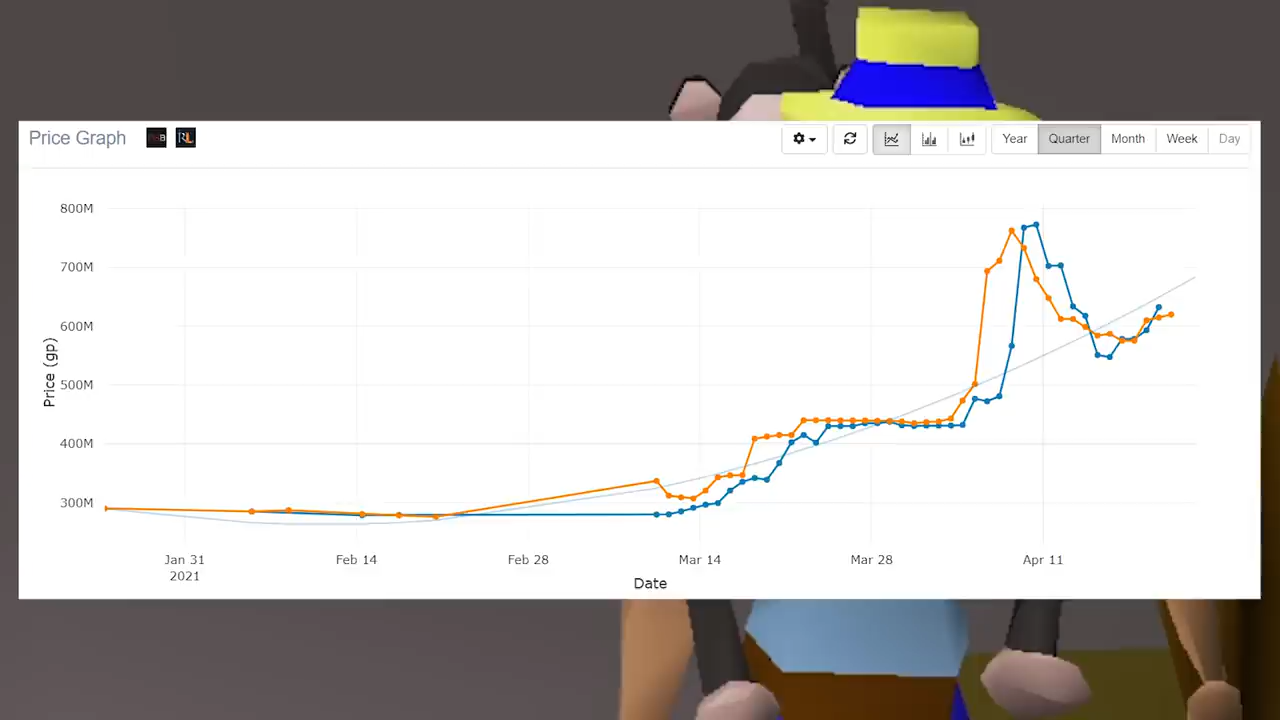 Price Graph
Year Quarter Month Week Day
800M
700M
600M
500M
400M
300M
Price (gp)
Jan 31 Feb 14 Feb 28 Mar 14 Mar 28 Apr 11
2021
Date